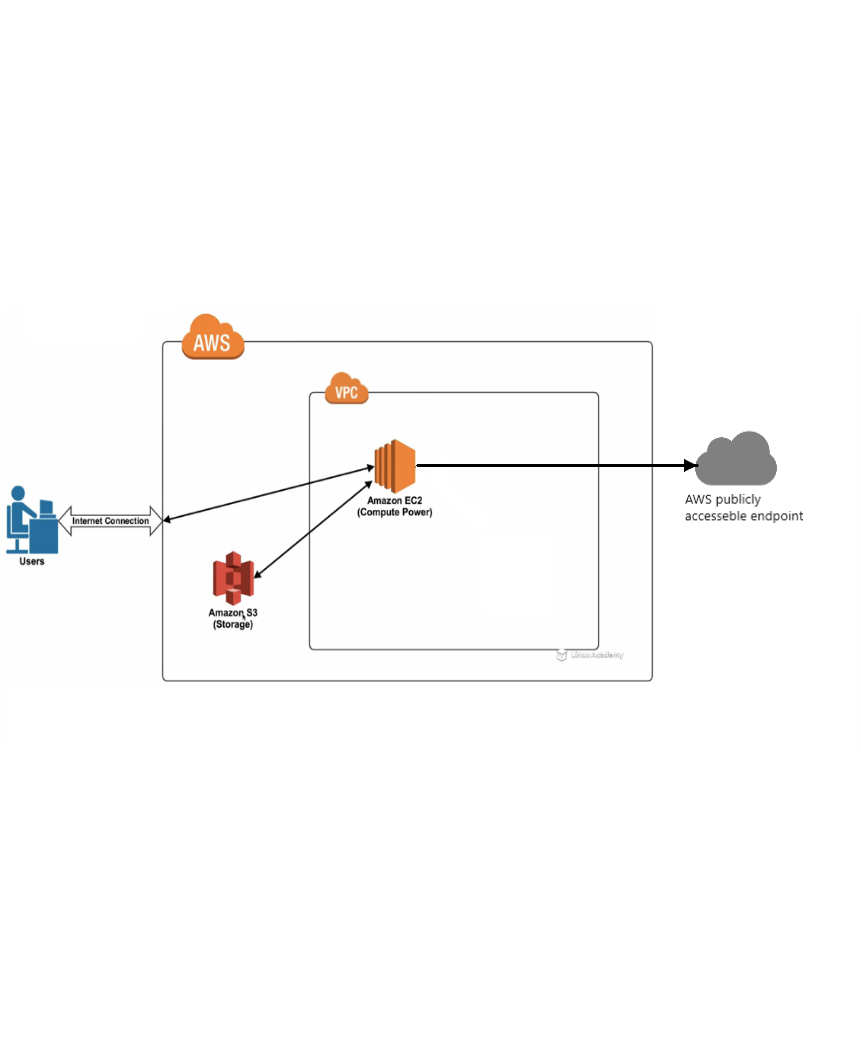 AWS
VPC
Amazon EC2
(Compute Power)
AWS publicly
accesseble endpoint
Internet Connection
Users
Amazon S3
(Storage)
Linux Academy